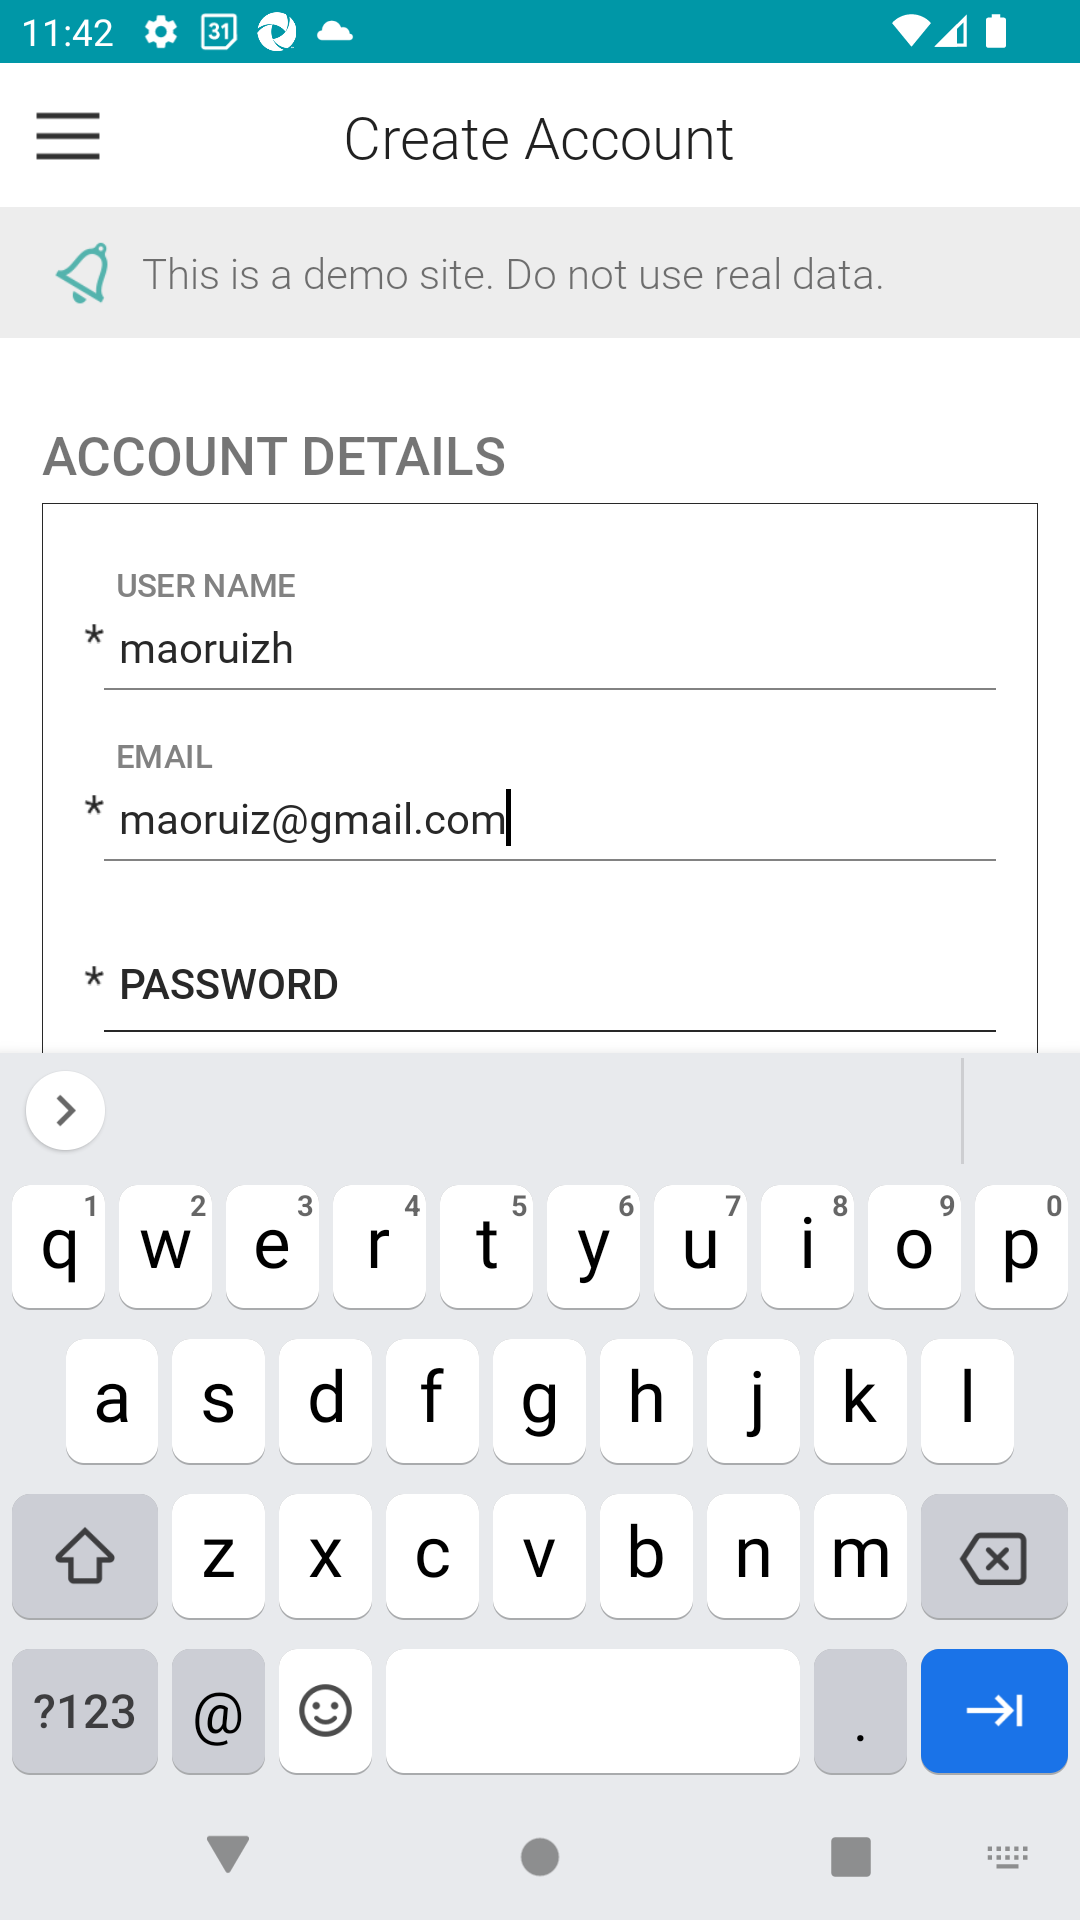 11:42 31
Create Account
This is a demo site. Do not use real data.
ACCOUNT DETAILS
USER NAME
* maoruizh
EMAIL
* maoruiz@gmail.com
* PASSWORD
q 1 w 2 e 3 r 4 t 5 y 6 u 7 i 8 o 9 p 0
a s d f g h j k l
z x c v b n m
?123 @ .